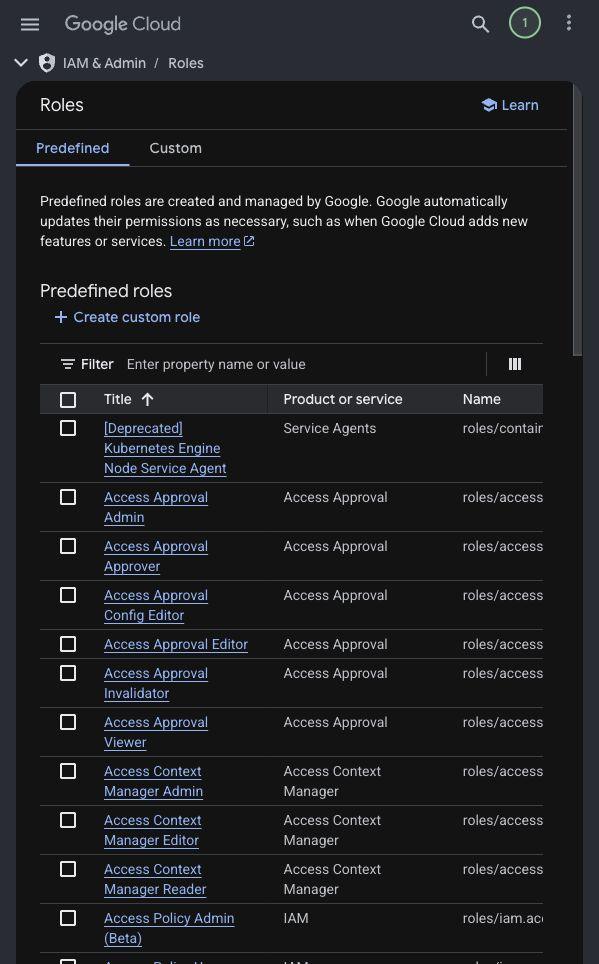 Google Cloud
1
IAM & Admin / Roles
Roles
Learn
Predefined
Custom
Predefined roles are created and managed by Google. Google automatically
updates their permissions as necessary, such as when Google Cloud adds new
features or services. Learn more
Predefined roles
+ Create custom role
Filter Enter property name or value
Title Product or service Name
[Deprecated] Service Agents roles/contain
Kubernetes Engine
Node Service Agent
Access Approval Access Approval roles/access
Admin
Access Approval Access Approval roles/access
Approver
Access Approval Access Approval roles/access
Config Editor
Access Approval Editor Access Approval roles/access
Access Approval Access Approval roles/access
Invalidator
Access Approval Access Approval roles/access
Viewer
Access Context Access Context roles/access
Manager Admin Manager
Access Context Access Context roles/access
Manager Editor Manager
Access Context Access Context roles/access
Manager Reader Manager
Access Policy Admin IAM roles/iam.acc
(Beta)